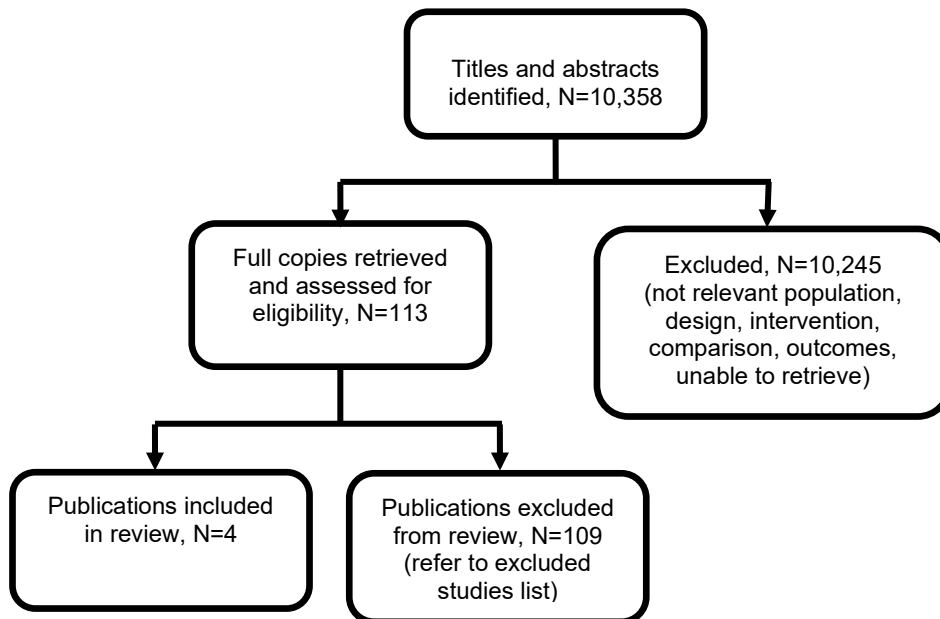 Titles and abstracts
identified, N=10,358
Full copies retrieved
and assessed for
eligibility, N=113
Excluded, N=10,245
(not relevant population,
design, intervention,
comparison, outcomes,
unable to retrieve)
Publications included
in review, N=4
Publications excluded
from review, N=109
(refer to excluded
studies list)